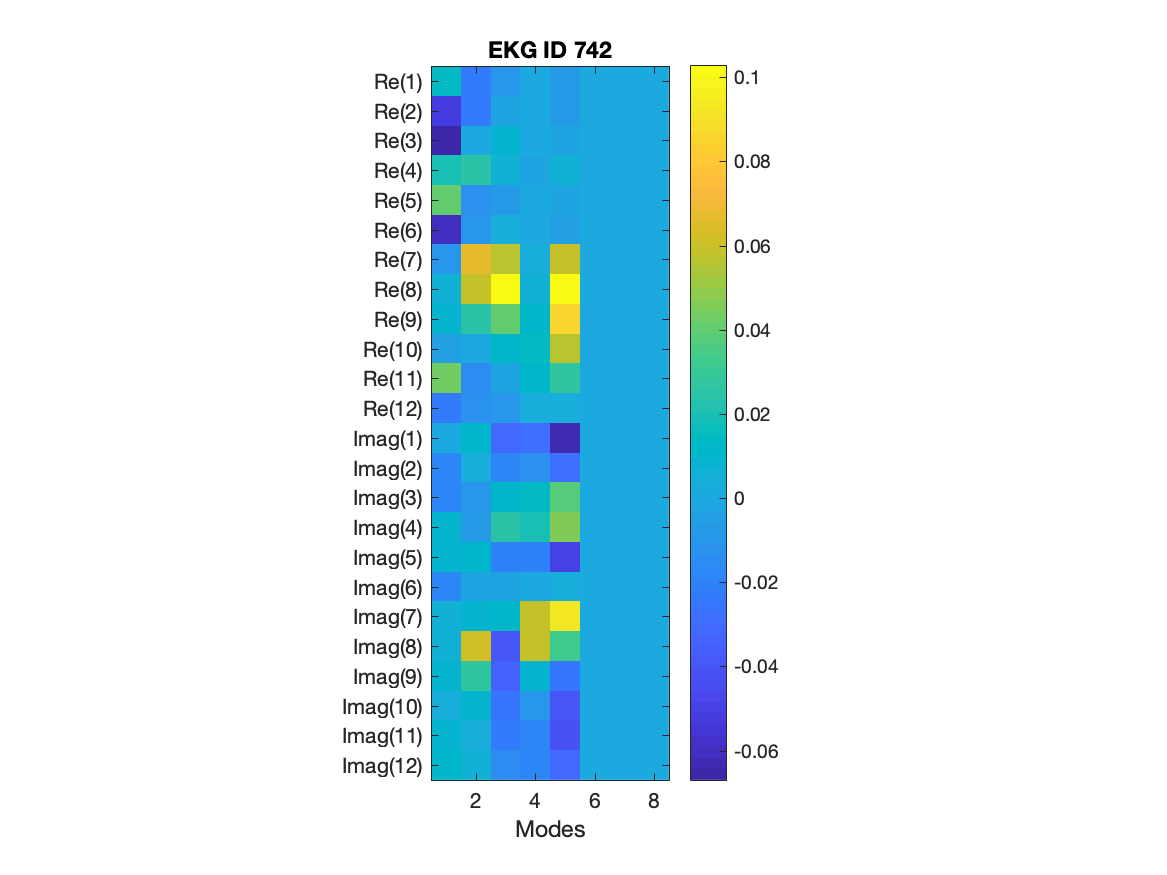 EKG ID 742
Re(1)
Re(2)
Re(3)
Re(4)
Re(5)
Re(6)
Re(7)
Re(8)
Re(9)
Re(10)
Re(11)
Re(12)
Imag(1)
Imag(2)
Imag(3)
Imag(4)
Imag(5)
Imag(6)
Imag(7)
Imag(8)
Imag(9)
Imag(10)
Imag(11)
Imag(12)
2 4 6 8
Modes
0.1
0.08
0.06
0.04
0.02
0
-0.02
-0.04
-0.06